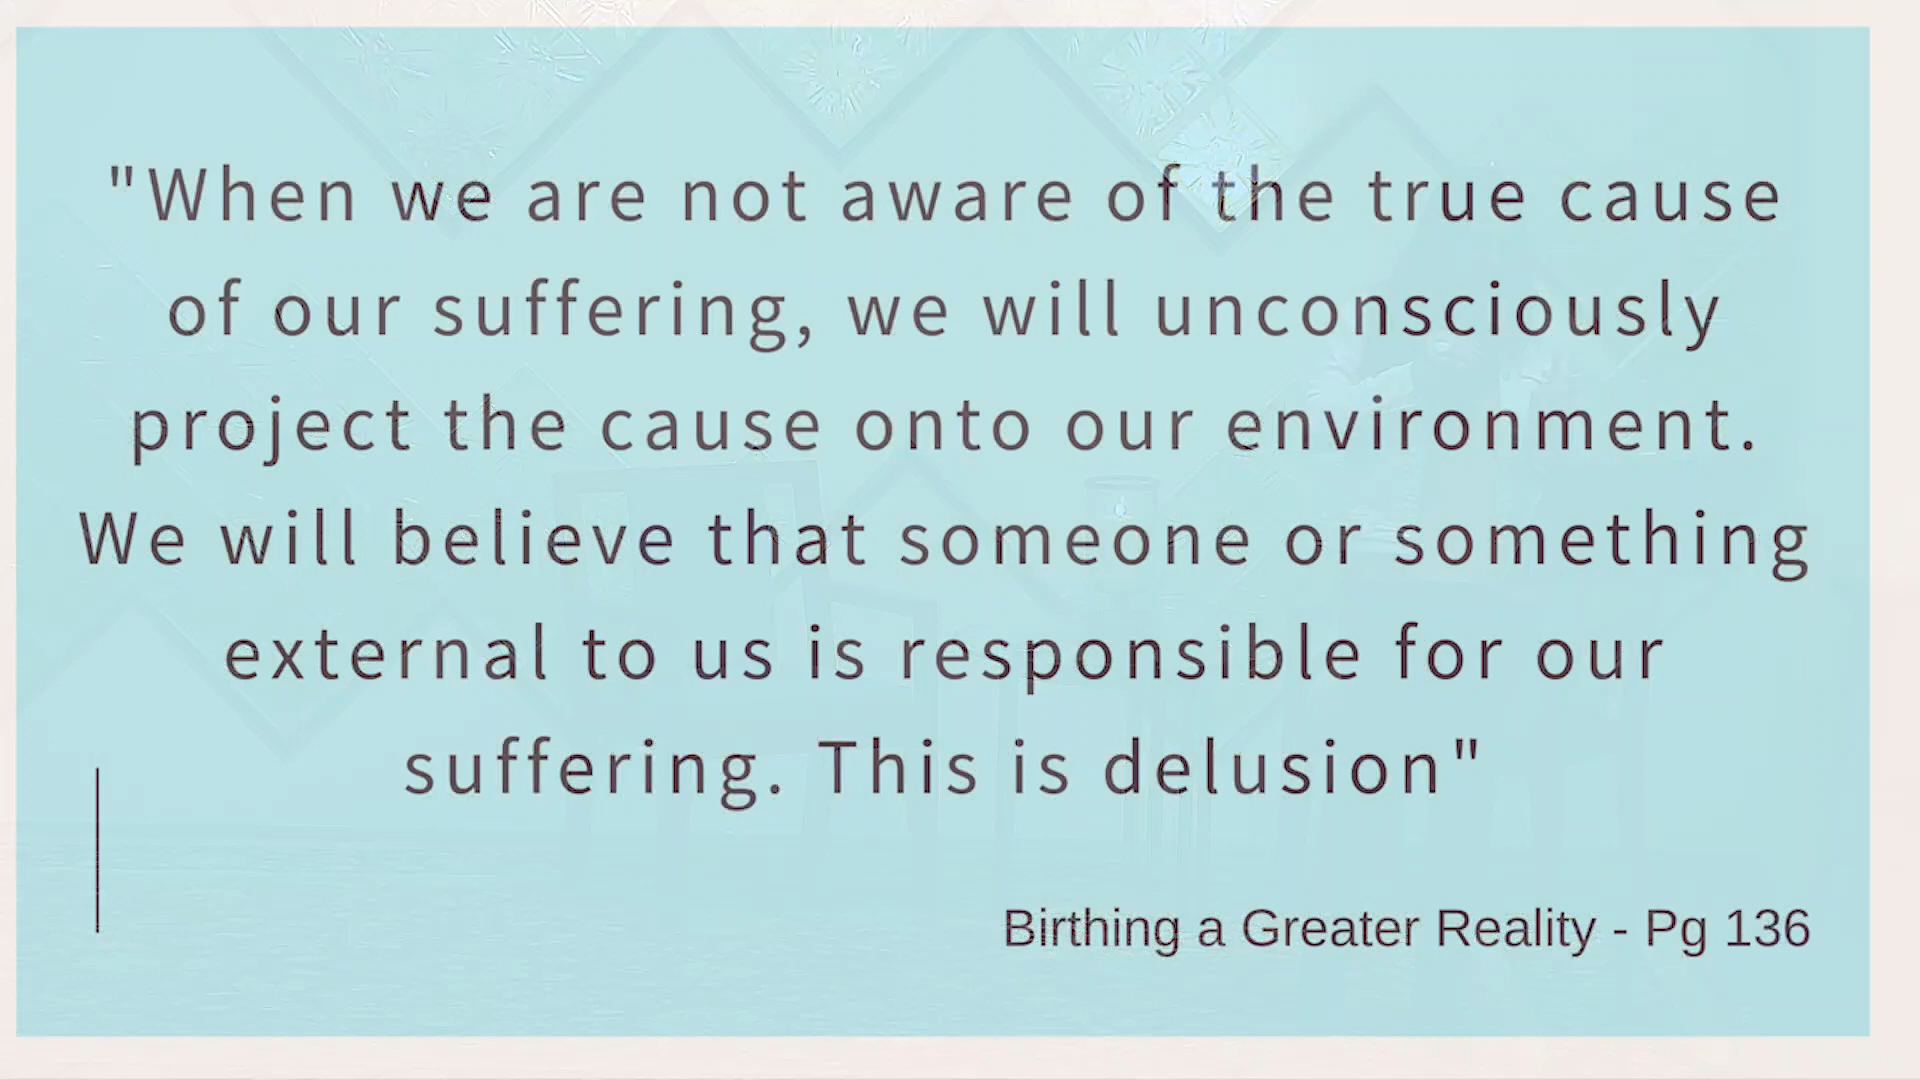 "When we are not aware of the true cause
of our suffering, we will unconsciously
project the cause onto our environment.
We will believe that someone or something
external to us is responsible for our
suffering. This is delusion"
Birthing a Greater Reality - Pg 136